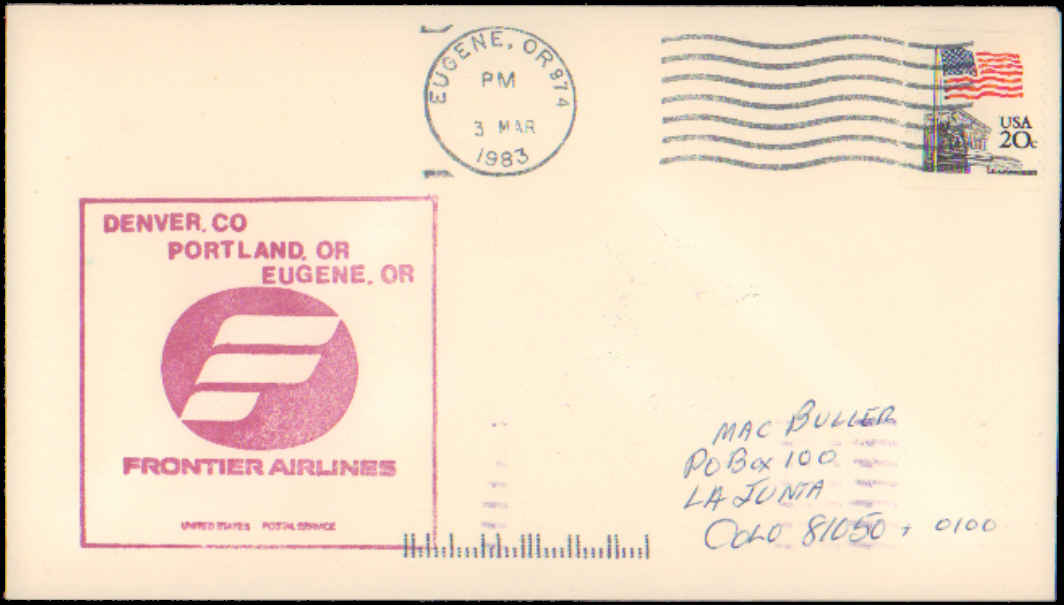 EUGENE, OR 974
PM
3 MAR
1983
USA
20c
DENVER, CO
PORTLAND, OR
EUGENE, OR
FRONTIER AIRLINES
UNITED STATES POSTAL SERVICE
MAC BULLER
PO Box 100
LA JUNTA
COLO 81050 + 0100